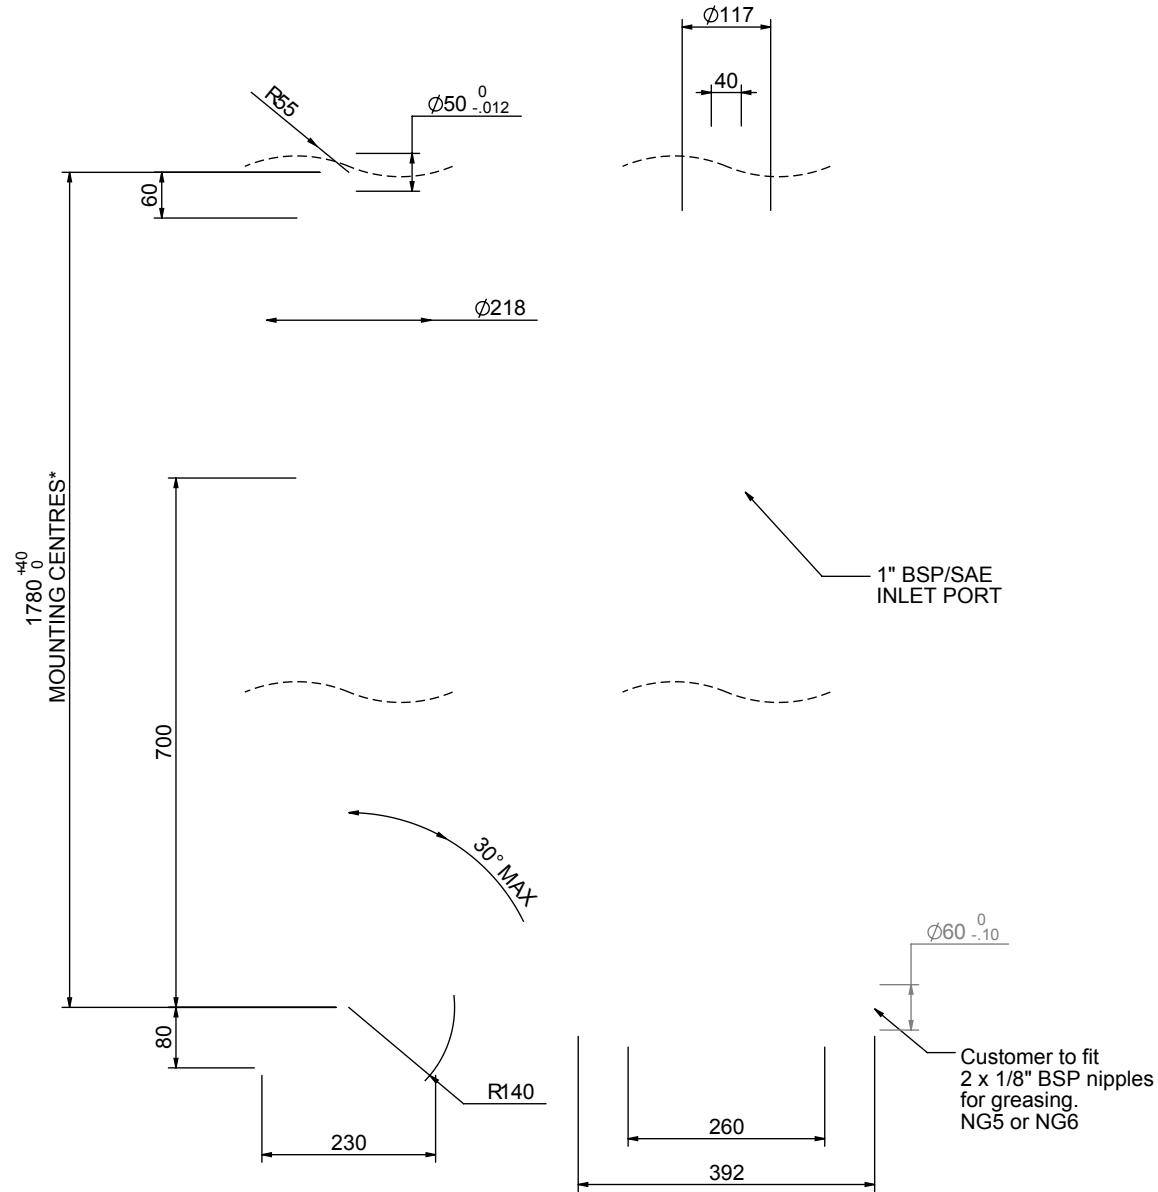 Ø117
40
R55
Ø50 0 -.012
60
Ø218
1780 +40 0
MOUNTING CENTRES*
1" BSP/SAE
INLET PORT
700
30° MAX
Ø60 0 -.10
80
Customer to fit
2 x 1/8" BSP nipples
for greasing.
NG5 or NG6
R140
230
260
392